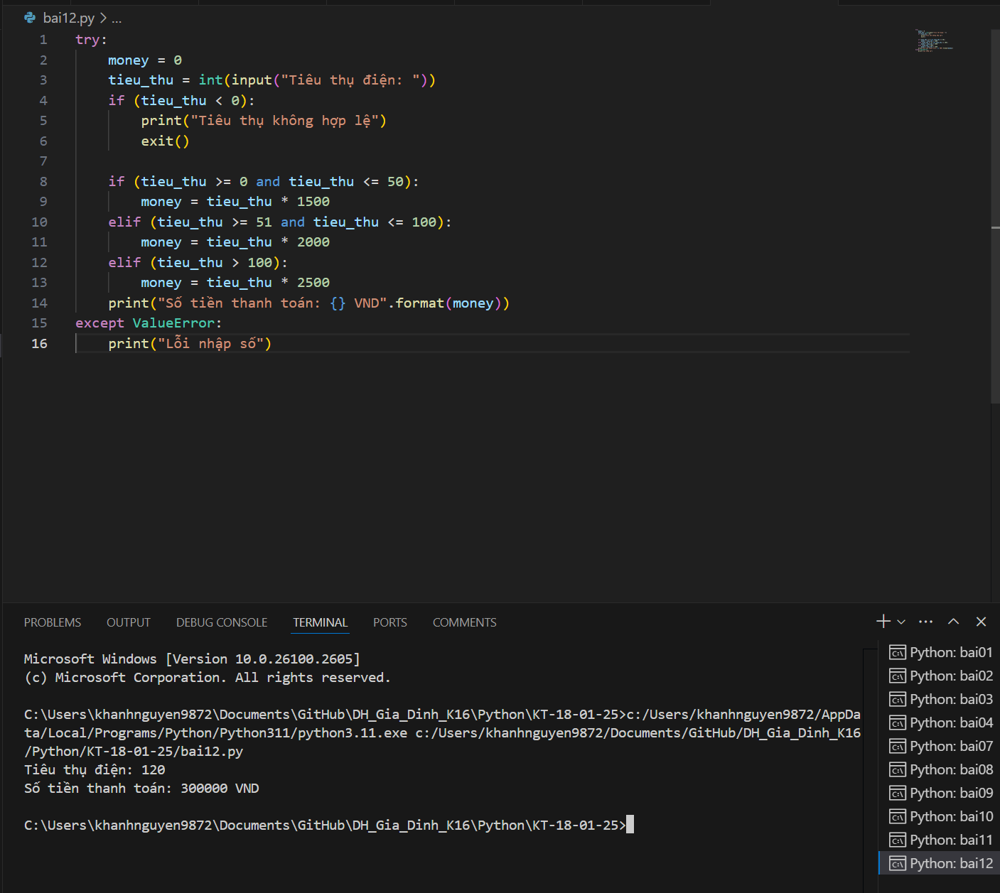 bai12.py > ...
1 try:
2     money = 0
3     tieu_thu = int(input("Tiêu thụ điện: "))
4     if (tieu_thu < 0):
5         print("Tiêu thụ không hợp lệ")
6         exit()
7
8     if (tieu_thu >= 0 and tieu_thu <= 50):
9         money = tieu_thu * 1500
10     elif (tieu_thu >= 51 and tieu_thu <= 100):
11         money = tieu_thu * 2000
12     elif (tieu_thu > 100):
13         money = tieu_thu * 2500
14     print("Số tiền thanh toán: {} VND".format(money))
15 except ValueError:
16     print("Lỗi nhập số")
PROBLEMS OUTPUT DEBUG CONSOLE TERMINAL PORTS COMMENTS
Microsoft Windows [Version 10.0.26100.2605]
(c) Microsoft Corporation. All rights reserved.
C:\Users\khanhnguyen9872\Documents\GitHub\DH_Gia_Dinh_K16\Python\KT-18-01-25>c:/Users/khanhnguyen9872/AppDa
ta/Local/Programs/Python/Python311/python3.11.exe c:/Users/khanhnguyen9872/Documents/GitHub/DH_Gia_Dinh_K16
/Python/KT-18-01-25/bai12.py
Tiêu thụ điện: 120
Số tiền thanh toán: 300000 VND
C:\Users\khanhnguyen9872\Documents\GitHub\DH_Gia_Dinh_K16\Python\KT-18-01-25>
Python: bai01
Python: bai02
Python: bai03
Python: bai04
Python: bai07
Python: bai08
Python: bai09
Python: bai10
Python: bai11
Python: bai12